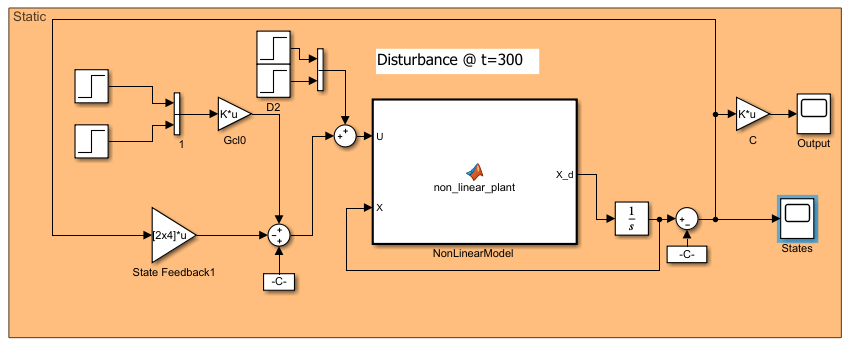 Static
Disturbance @ t=300
D2
1
K*u
Gcl0
+
+
U
X
non_linear_plant
X_d
NonLinearModel
1
s
+
−
-C-
K*u
C
Output
States
[2x4]*u
State Feedback1
+
−
+
-C-